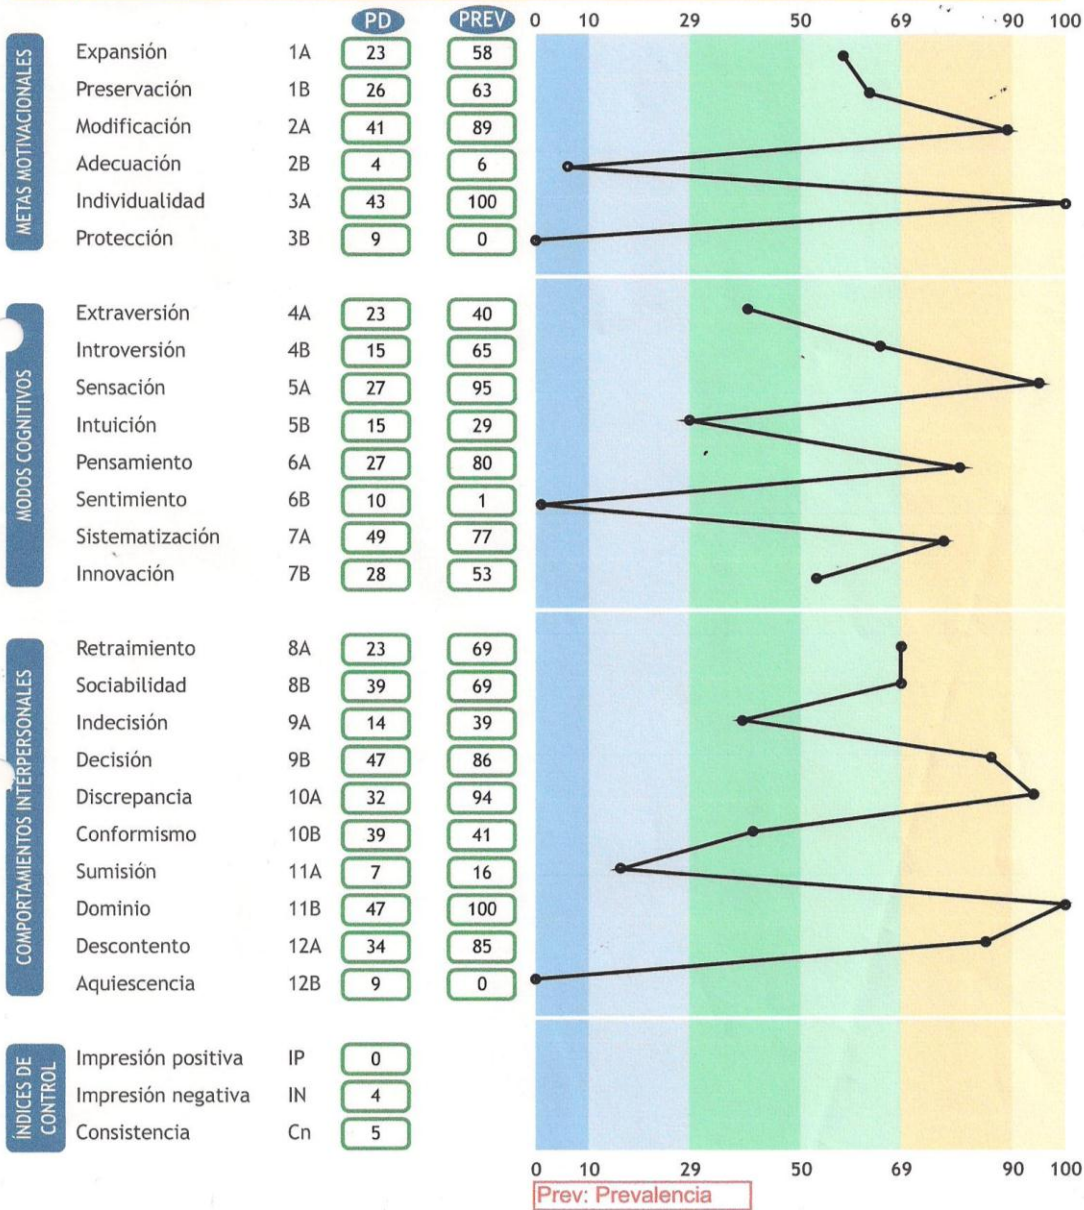 PD PREV 0 10 29 50 69 90 100
METAS MOTIVACIONALES
Expansión 1A 23 58
Preservación 1B 26 63
Modificación 2A 41 89
Adecuación 2B 4 6
Individualidad 3A 43 100
Protección 3B 9 0
MODOS COGNITIVOS
Extraversión 4A 23 40
Introversión 4B 15 65
Sensación 5A 27 95
Intuición 5B 15 29
Pensamiento 6A 27 80
Sentimiento 6B 10 1
Sistematización 7A 49 77
Innovación 7B 28 53
COMPORTAMIENTOS INTERPERSONALES
Retraimiento 8A 23 69
Sociabilidad 8B 39 69
Indecisión 9A 14 39
Decisión 9B 47 86
Discrepancia 10A 32 94
Conformismo 10B 39 41
Sumisión 11A 7 16
Dominio 11B 47 100
Descontento 12A 34 85
Aquiescencia 12B 9 0
ÍNDICES DE
CONTROL
Impresión positiva IP 0
Impresión negativa IN 4
Consistencia Cn 5
0 10 29 50 69 90 100
Prev: Prevalencia